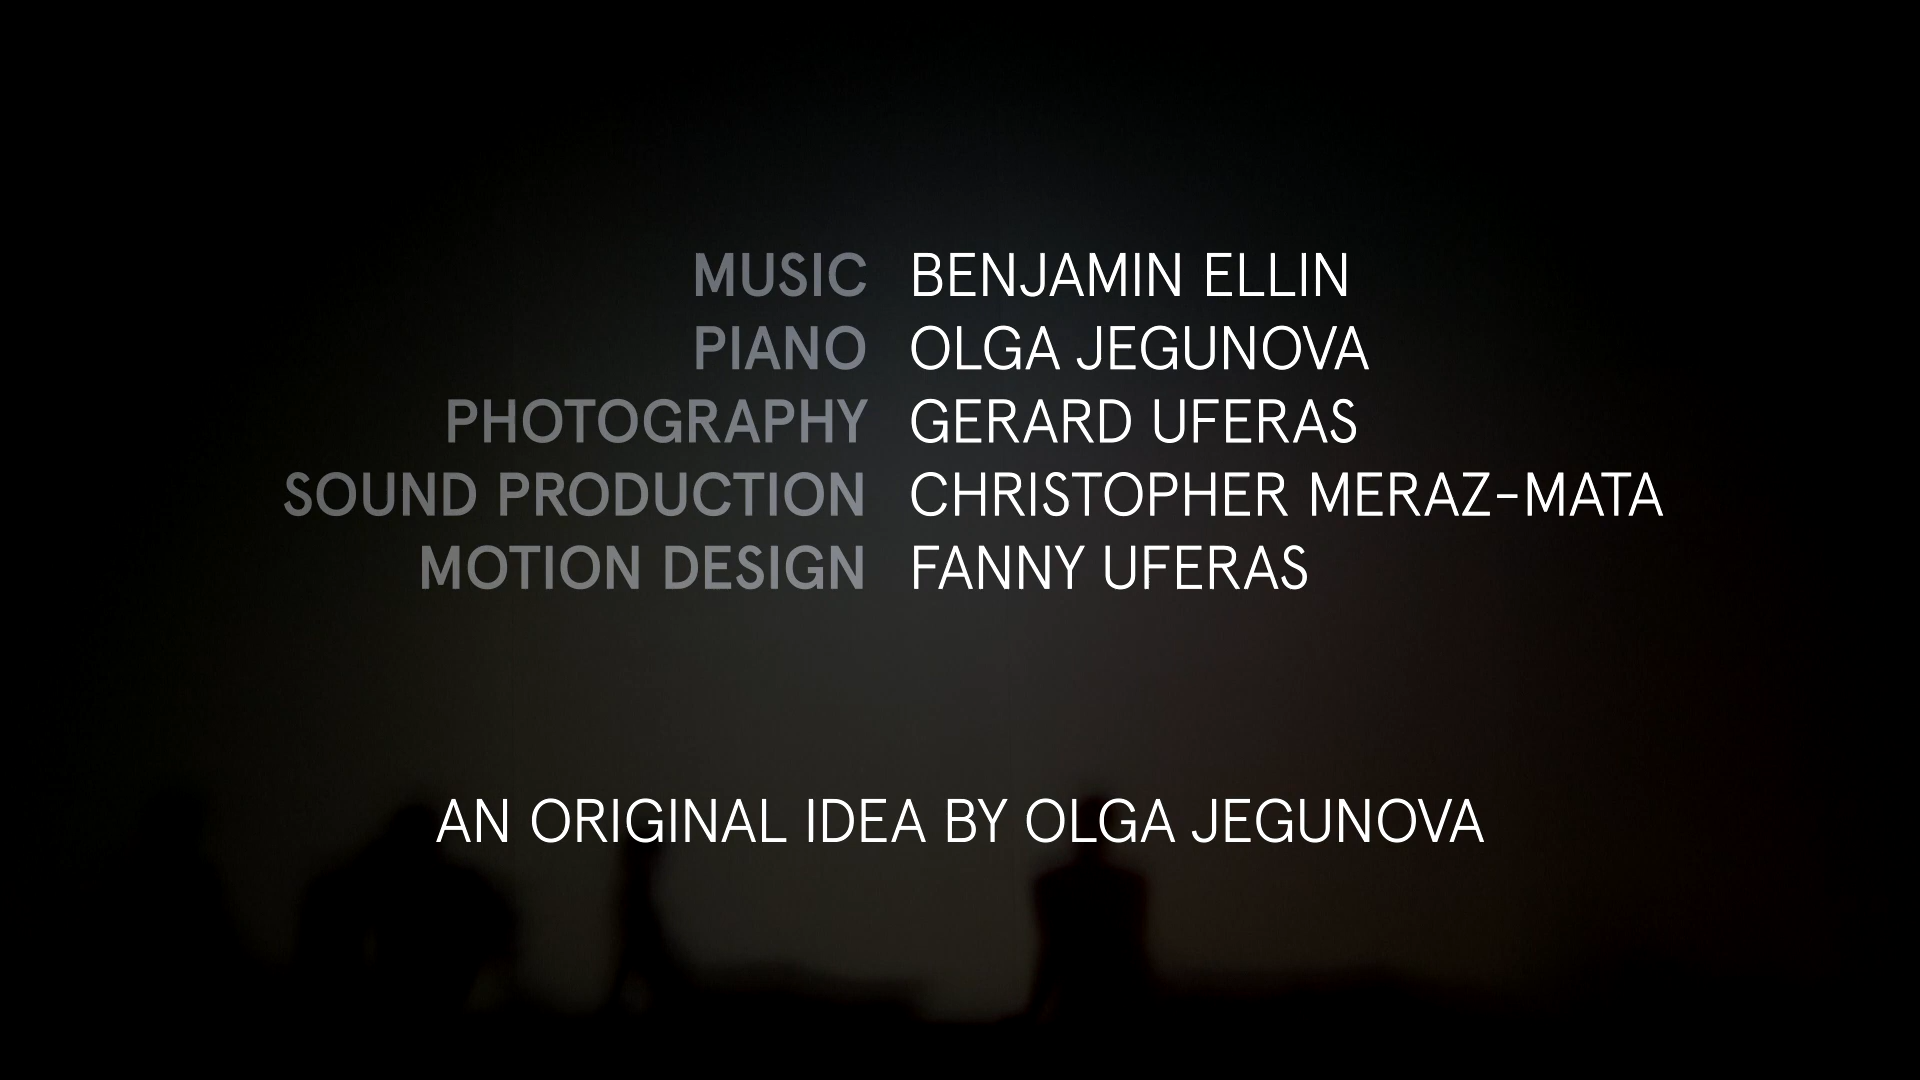 MUSIC BENJAMIN ELLIN
PIANO OLGA JEGUNOVA
PHOTOGRAPHY GERARD UFERAS
SOUND PRODUCTION CHRISTOPHER MERAZ-MATA
MOTION DESIGN FANNY UFERAS
AN ORIGINAL IDEA BY OLGA JEGUNOVA